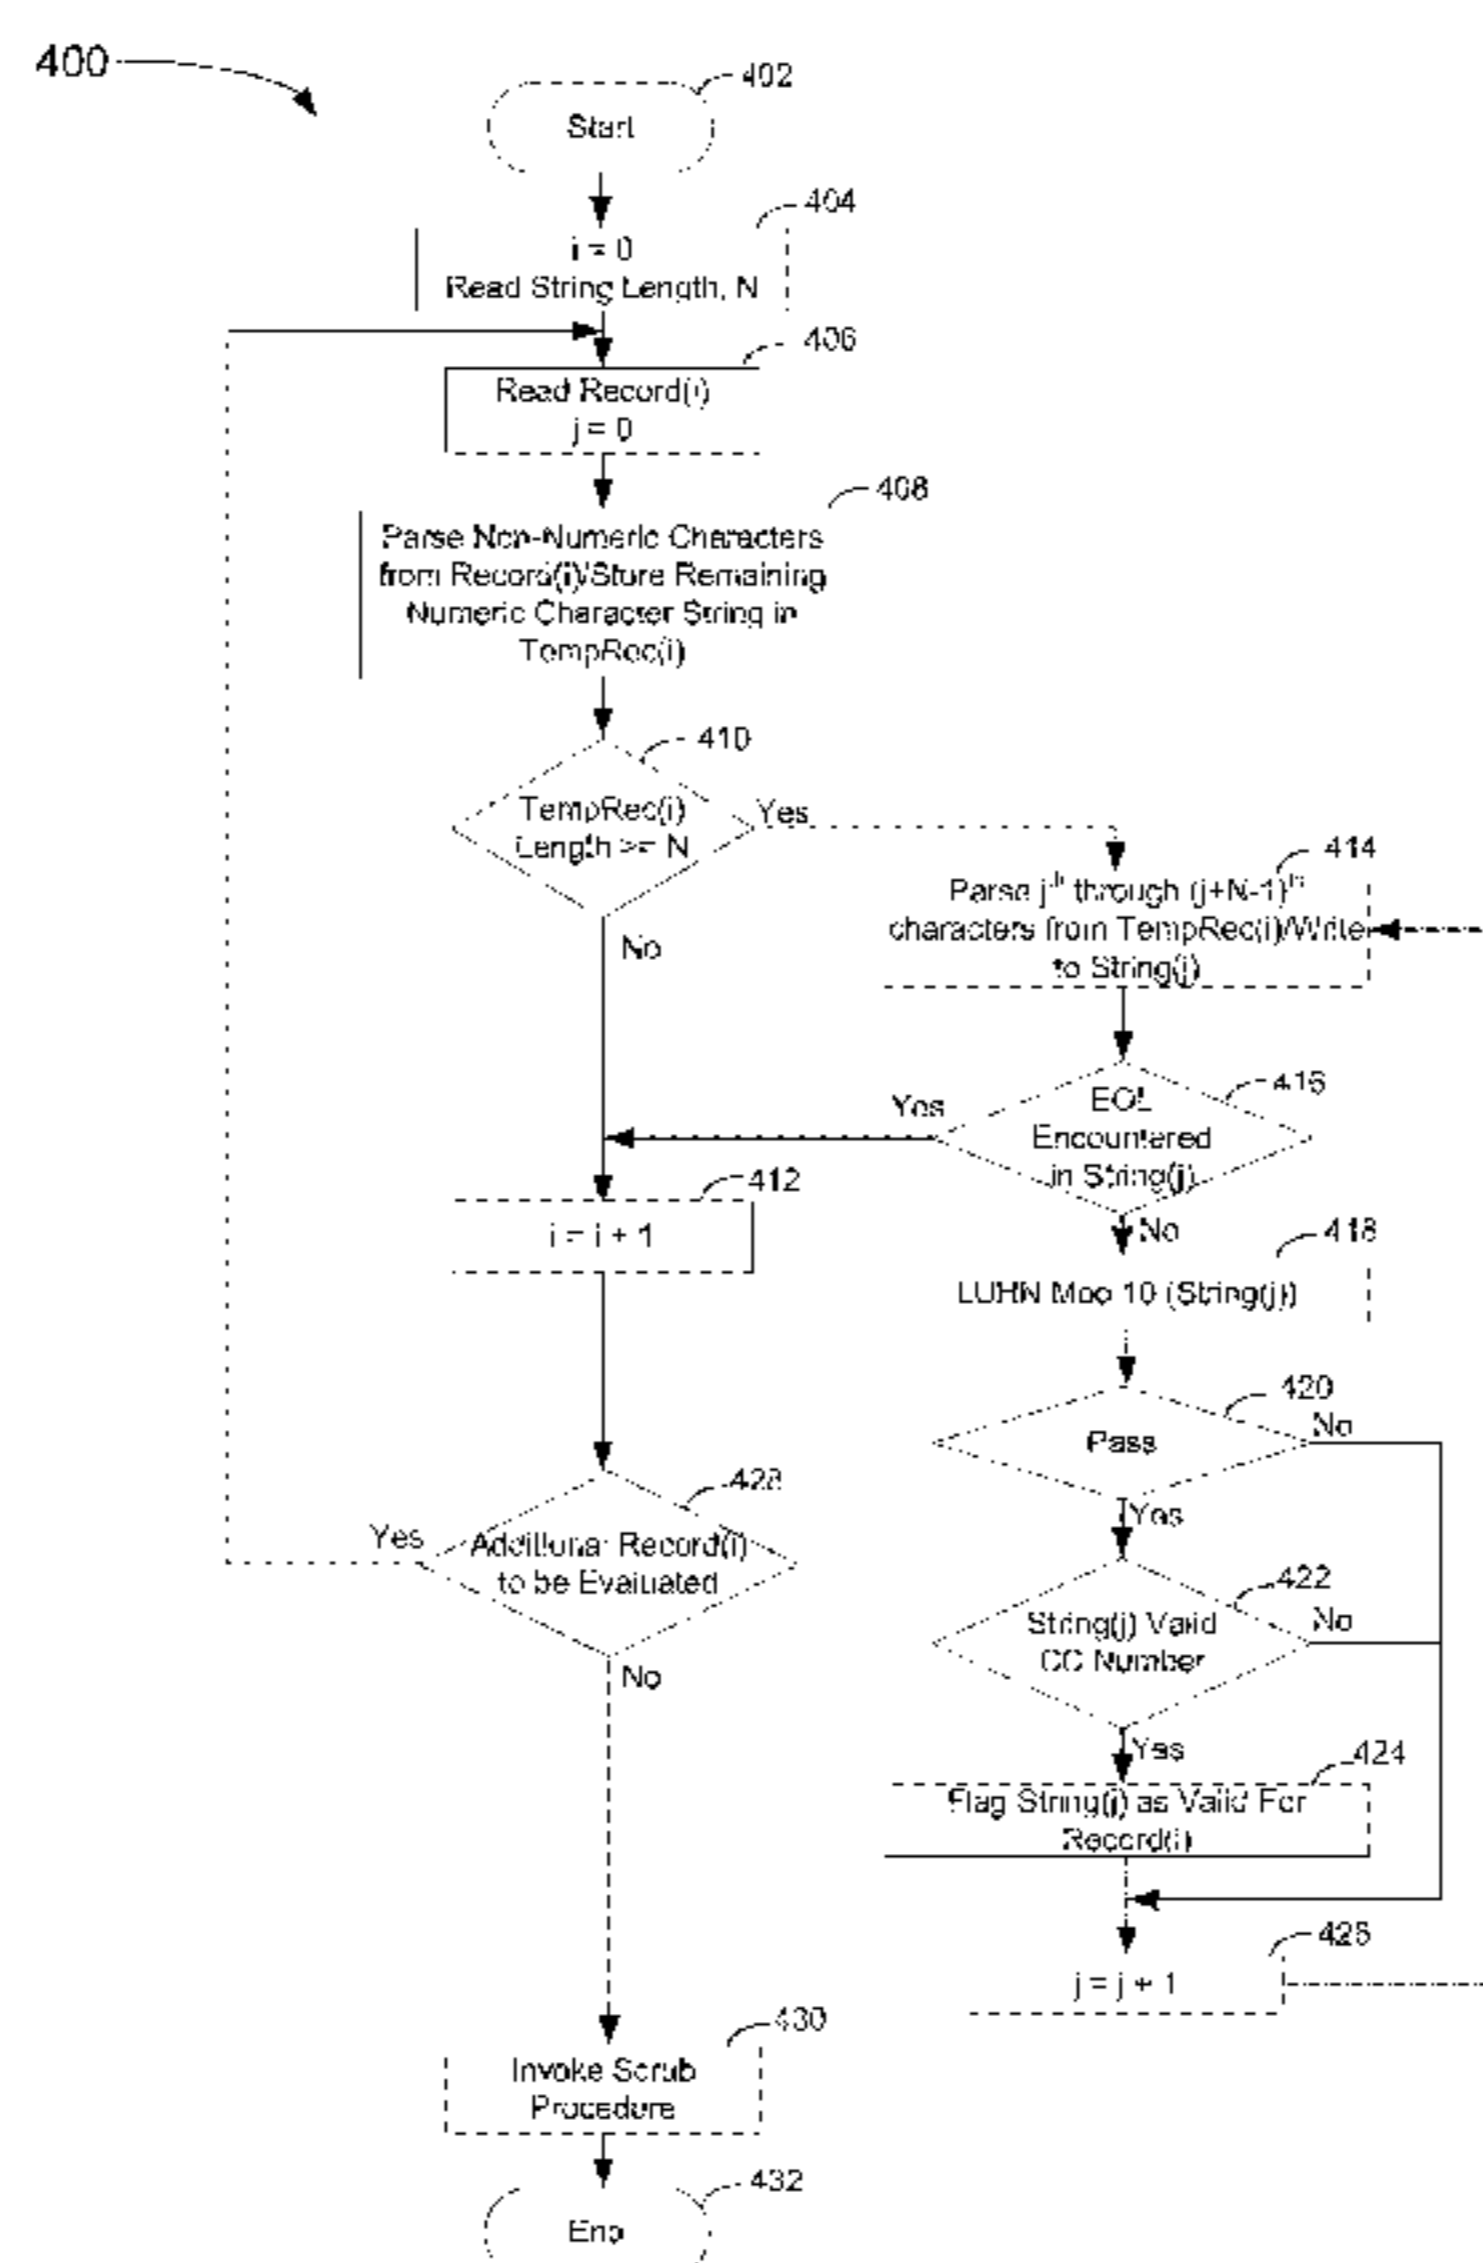 400
402
Start
404
i = 0
Read String Length, N
406
Read Record(i)
j = 0
408
Parse Non-Numeric Characters
from Record(i)/Store Remaining
Numeric Character String in
TempRec(i)
410
TempRec(i)
Length >= N
Yes
No
414
Parse jth through (j+N-1)th
characters from TempRec(i)/Write
to String(j)
416
EOL
Encountered
in String(j)
Yes
No
412
i = i + 1
418
LUHN Mod 10 (String(j))
420
Pass
No
Yes
428
Additional Record(i)
to be Evaluated
Yes
No
422
String(j) Valid
CC Number
No
Yes
424
Flag String(j) as Valid For
Record(i)
426
j = j + 1
430
Invoke Scrub
Procedure
432
End